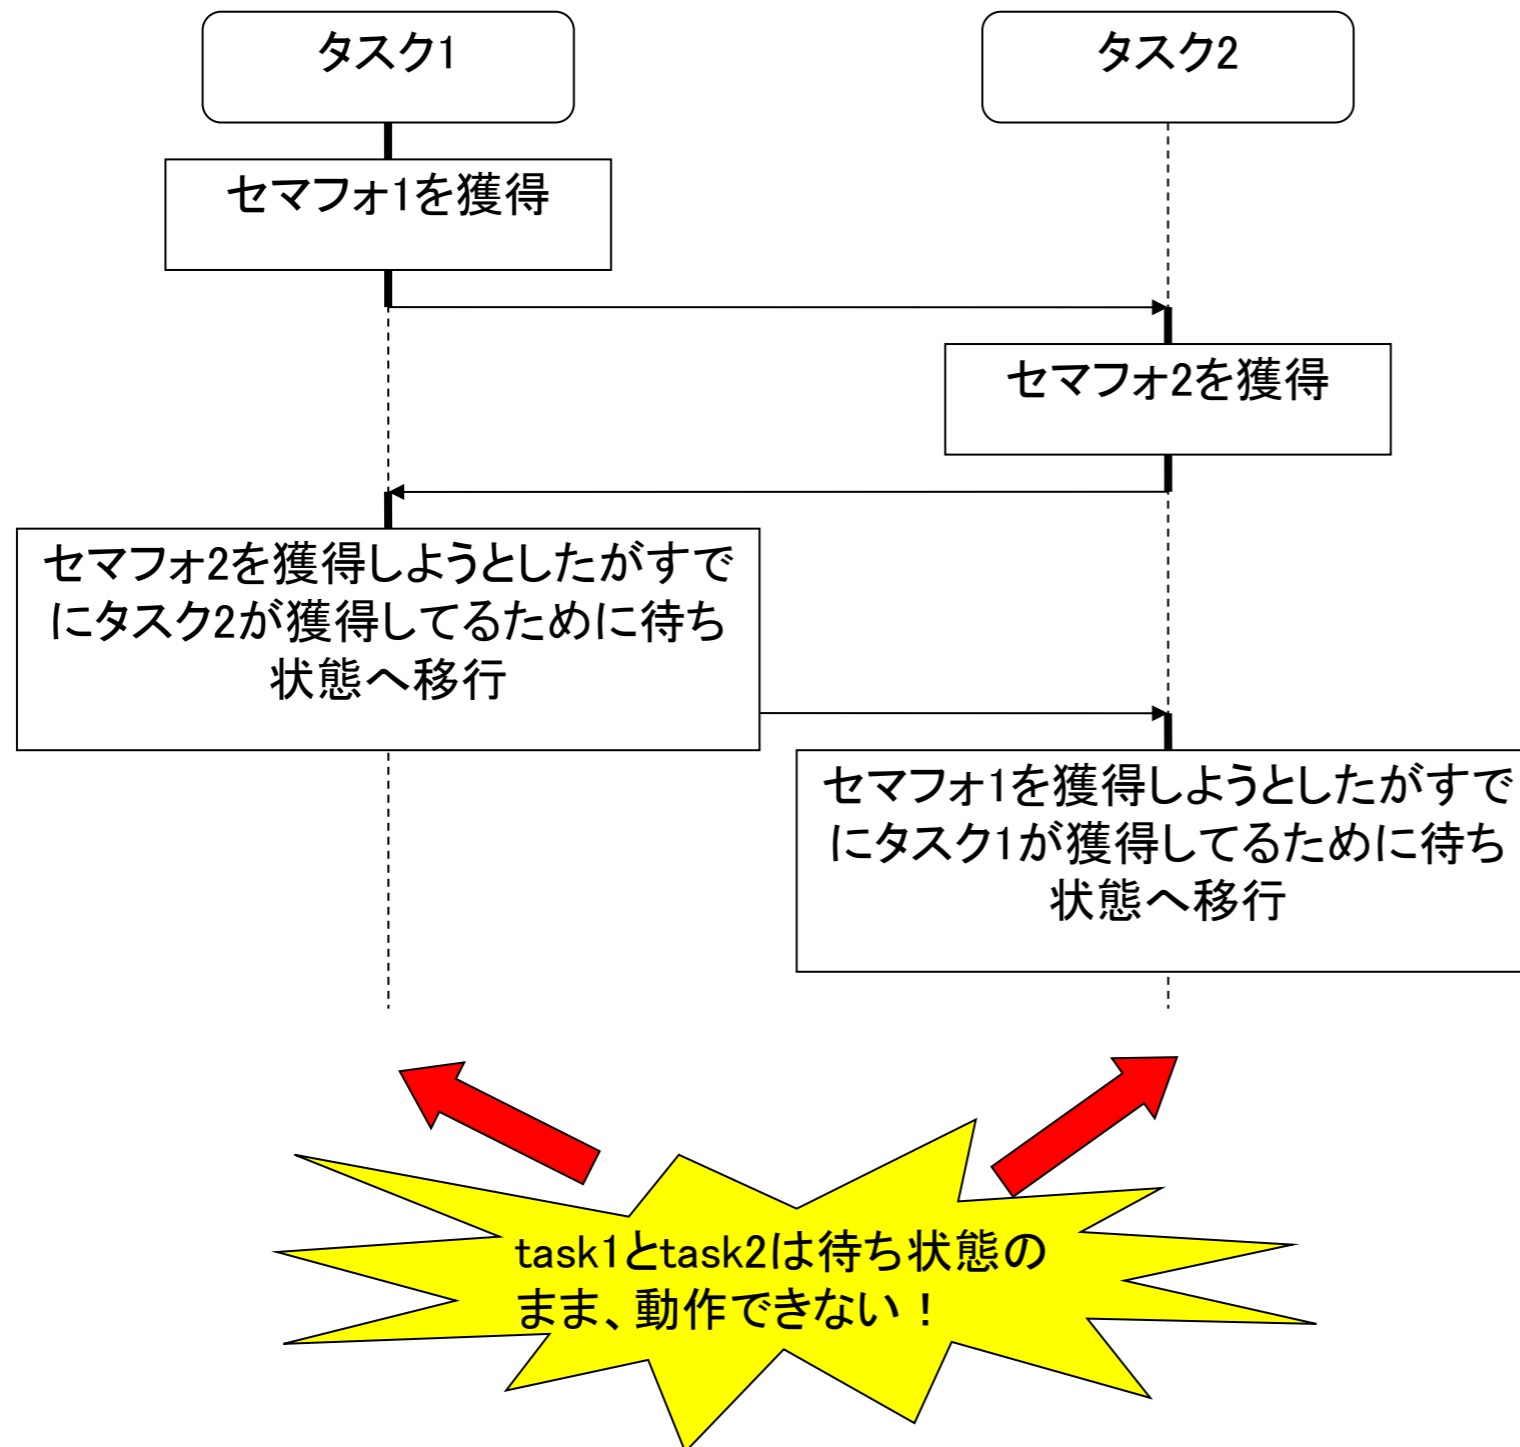 タスク1
タスク2
セマフォ1を獲得
セマフォ2を獲得
セマフォ2を獲得しようとしたがすで
にタスク2が獲得してるために待ち
状態へ移行
セマフォ1を獲得しようとしたがすで
にタスク1が獲得してるために待ち
状態へ移行
task1とtask2は待ち状態の
まま、動作できない！